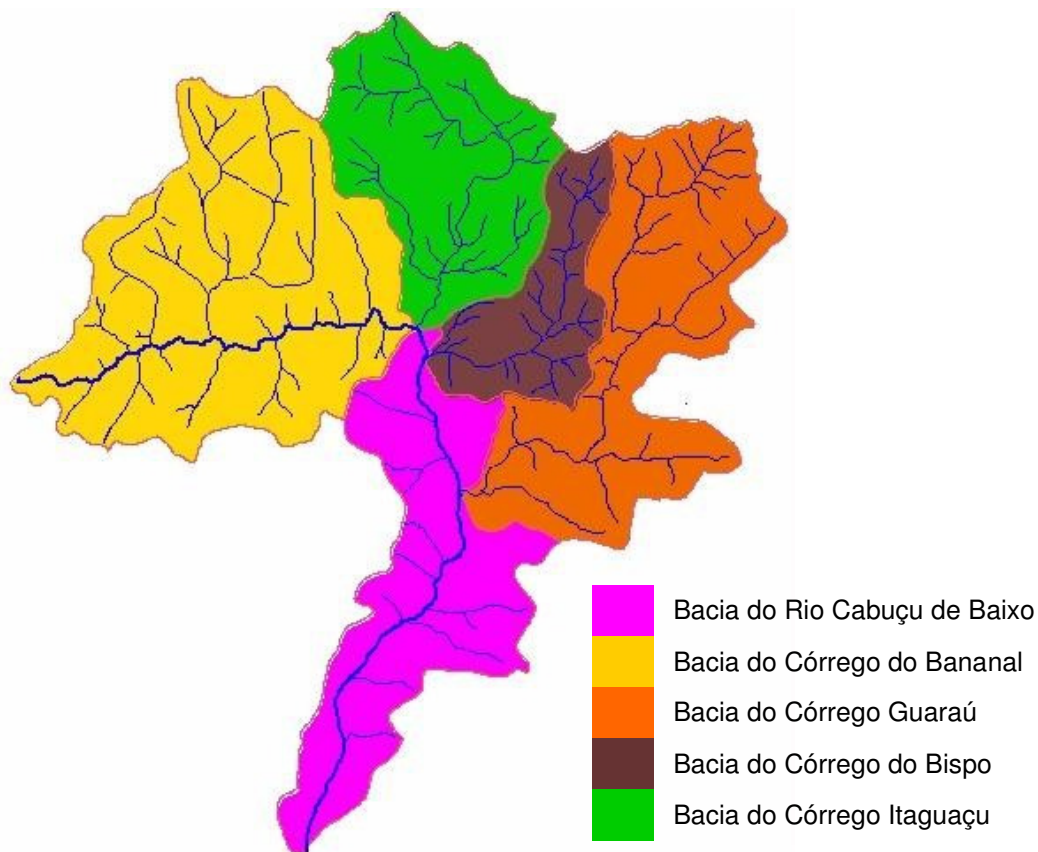 Bacia do Rio Cabuçu de Baixo
Bacia do Córrego do Bananal
Bacia do Córrego Guaraú
Bacia do Córrego do Bispo
Bacia do Córrego Itaguaçu